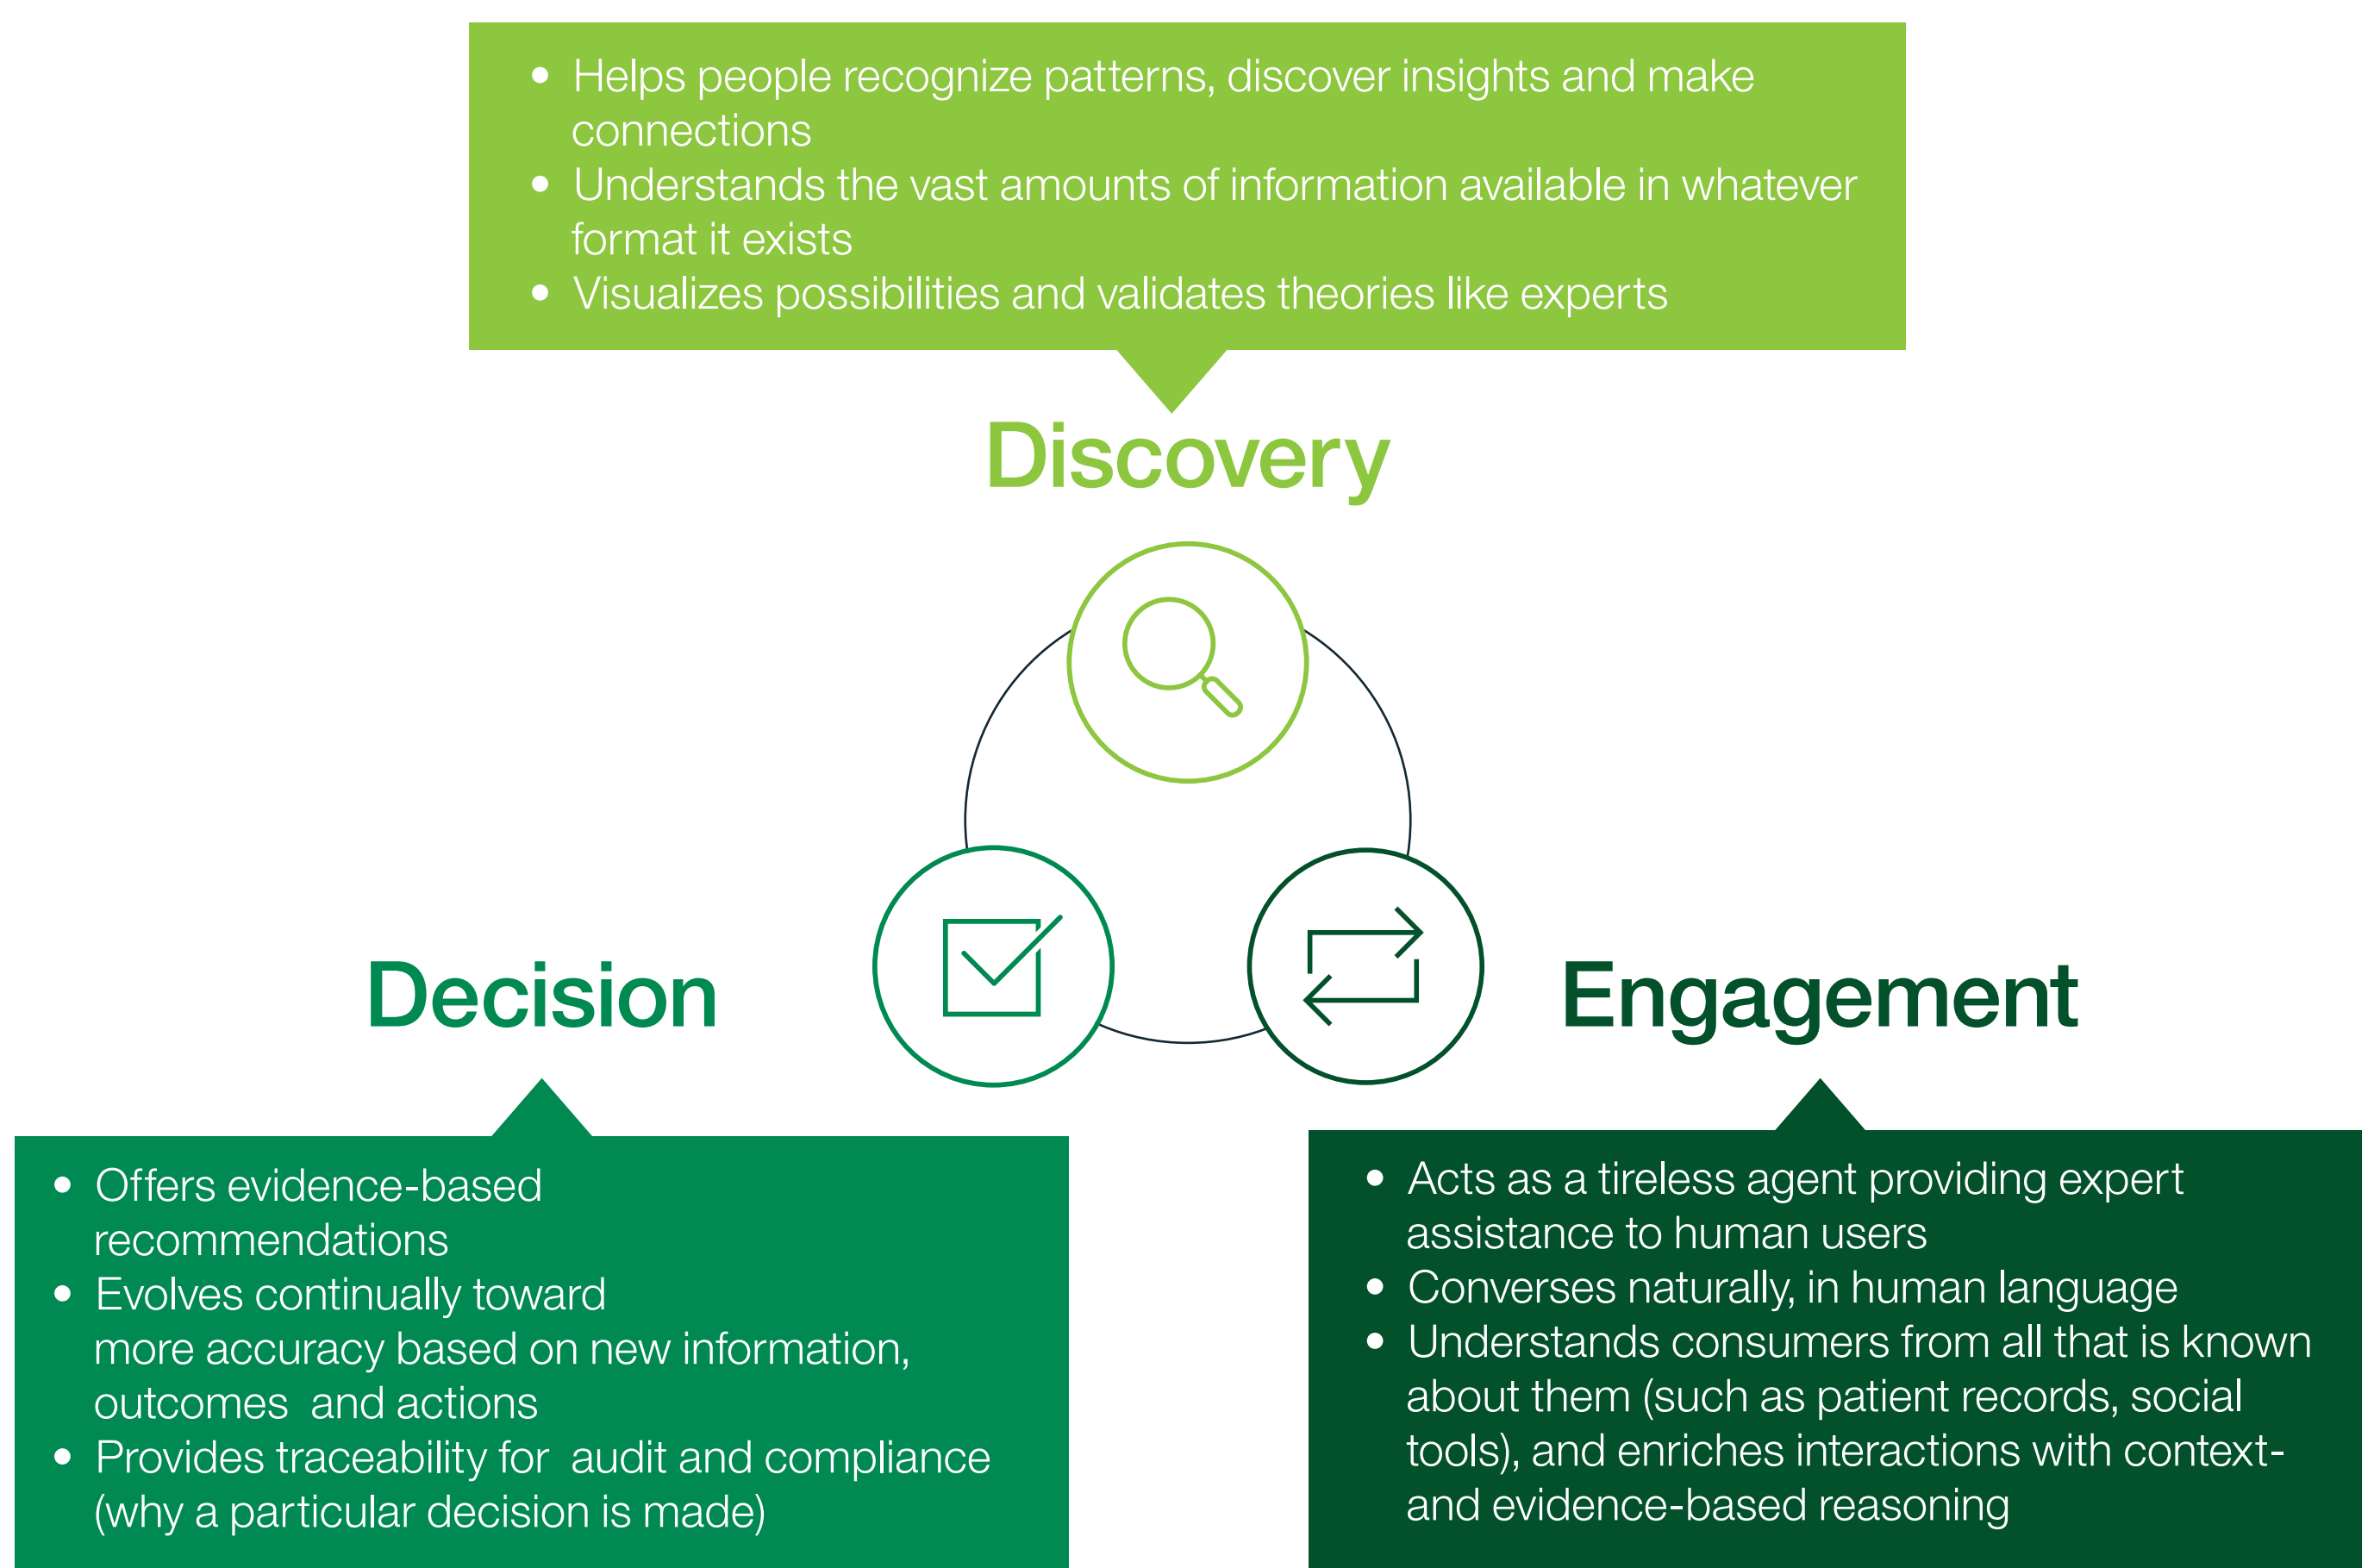 • Helps people recognize patterns, discover insights and make
connections
• Understands the vast amounts of information available in whatever
format it exists
• Visualizes possibilities and validates theories like experts
Discovery
Decision
Engagement
• Offers evidence-based
recommendations
• Evolves continually toward
more accuracy based on new information,
outcomes and actions
• Provides traceability for audit and compliance
(why a particular decision is made)
• Acts as a tireless agent providing expert
assistance to human users
• Converses naturally, in human language
• Understands consumers from all that is known
about them (such as patient records, social
tools), and enriches interactions with context-
and evidence-based reasoning